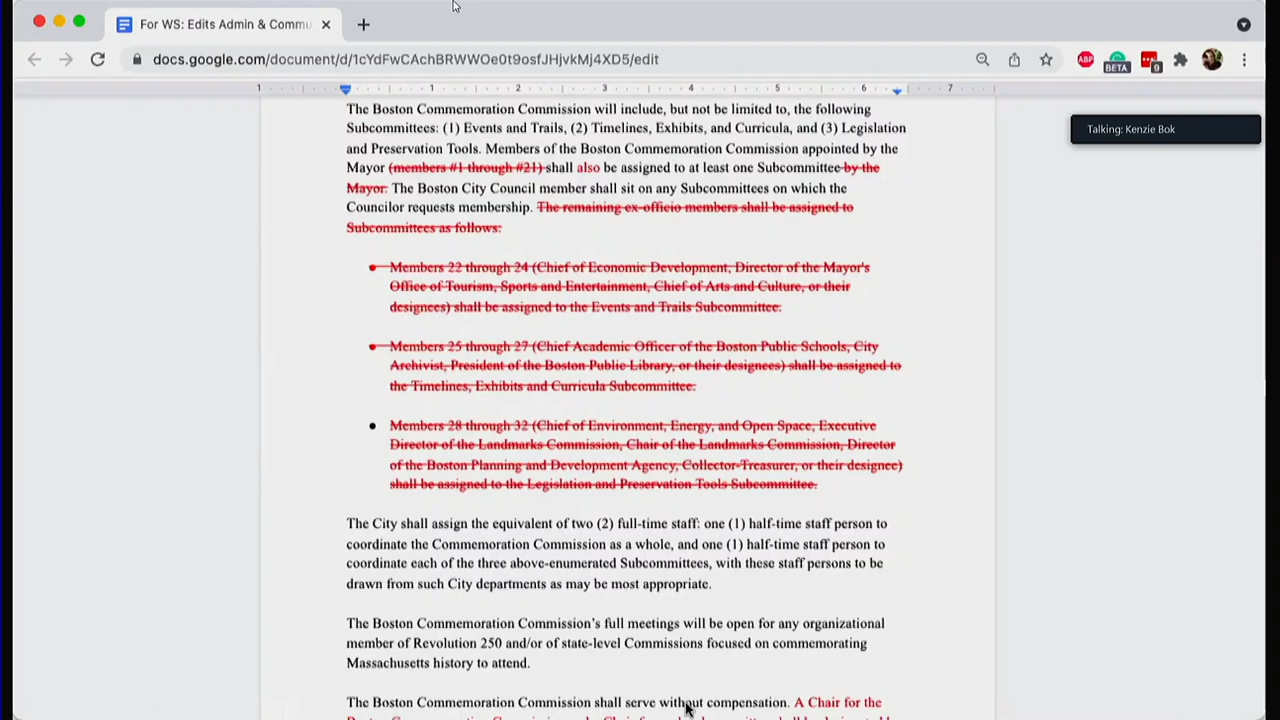 For WS: Edits Admin & Commu
docs.google.com/document/d/1cYdFwCAchBRWWOe0t9osfJHjvkMj4XD5/edit
ABP
BETA
9
1 1 2 3 4 5 6 7
Talking: Kenzie Bok
The Boston Commemoration Commission will include, but not be limited to, the following
Subcommittees: (1) Events and Trails, (2) Timelines, Exhibits, and Curricula, and (3) Legislation
and Preservation Tools. Members of the Boston Commemoration Commission appointed by the
Mayor (members #1 through #21) shall also be assigned to at least one Subcommittee by the
Mayor. The Boston City Council member shall sit on any Subcommittees on which the
Councilor requests membership. The remaining ex-officio members shall be assigned to
Subcommittees as follows:
● Members 22 through 24 (Chief of Economic Development, Director of the Mayor's
Office of Tourism, Sports and Entertainment, Chief of Arts and Culture, or their
designees) shall be assigned to the Events and Trails Subcommittee.
● Members 25 through 27 (Chief Academic Officer of the Boston Public Schools, City
Archivist, President of the Boston Public Library, or their designees) shall be assigned to
the Timelines, Exhibits and Curricula Subcommittee.
● Members 28 through 32 (Chief of Environment, Energy, and Open Space, Executive
Director of the Landmarks Commission, Chair of the Landmarks Commission, Director
of the Boston Planning and Development Agency, Collector-Treasurer, or their designee)
shall be assigned to the Legislation and Preservation Tools Subcommittee.
The City shall assign the equivalent of two (2) full-time staff: one (1) half-time staff person to
coordinate the Commemoration Commission as a whole, and one (1) half-time staff person to
coordinate each of the three above-enumerated Subcommittees, with these staff persons to be
drawn from such City departments as may be most appropriate.
The Boston Commemoration Commission’s full meetings will be open for any organizational
member of Revolution 250 and/or of state-level Commissions focused on commemorating
Massachusetts history to attend.
The Boston Commemoration Commission shall serve without compensation. A Chair for the